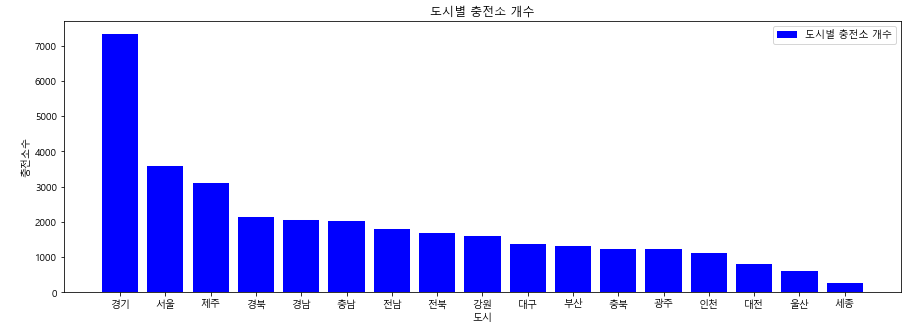 도시별 충전소 개수
도시별 충전소 개수
7000
6000
5000
4000
3000
2000
1000
0
충전소수
경기 서울 제주 경북 경남 충남 전남 전북 강원 대구 부산 충북 광주 인천 대전 울산 세종
도시